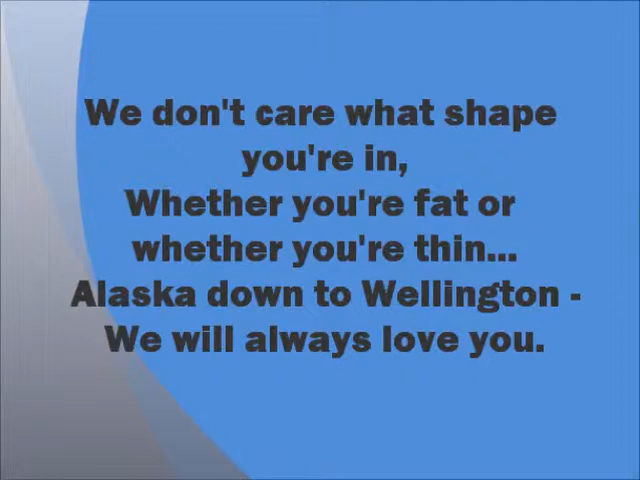 We don't care what shape
you're in,
Whether you're fat or
whether you're thin...
Alaska down to Wellington -
We will always love you.